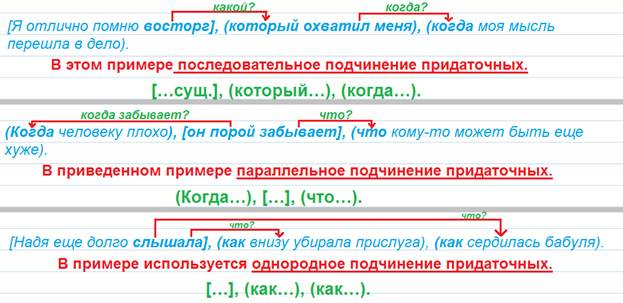 какой? когда?
[Я отлично помню восторг], (который охватил меня), (когда моя мысль
перешла в дело).
В этом примере последовательное подчинение придаточных.
[…сущ.], (который…), (когда…).
когда забывает? что?
(Когда человеку плохо), [он порой забывает], (что кому-то может быть еще
хуже).
В приведенном примере параллельное подчинение придаточных.
(Когда…), […], (что…).
что?
что?
[Надя еще долго слышала], (как внизу убирала прислуга), (как сердилась бабуля).
В примере используется однородное подчинение придаточных.
[…], (как…), (как…).